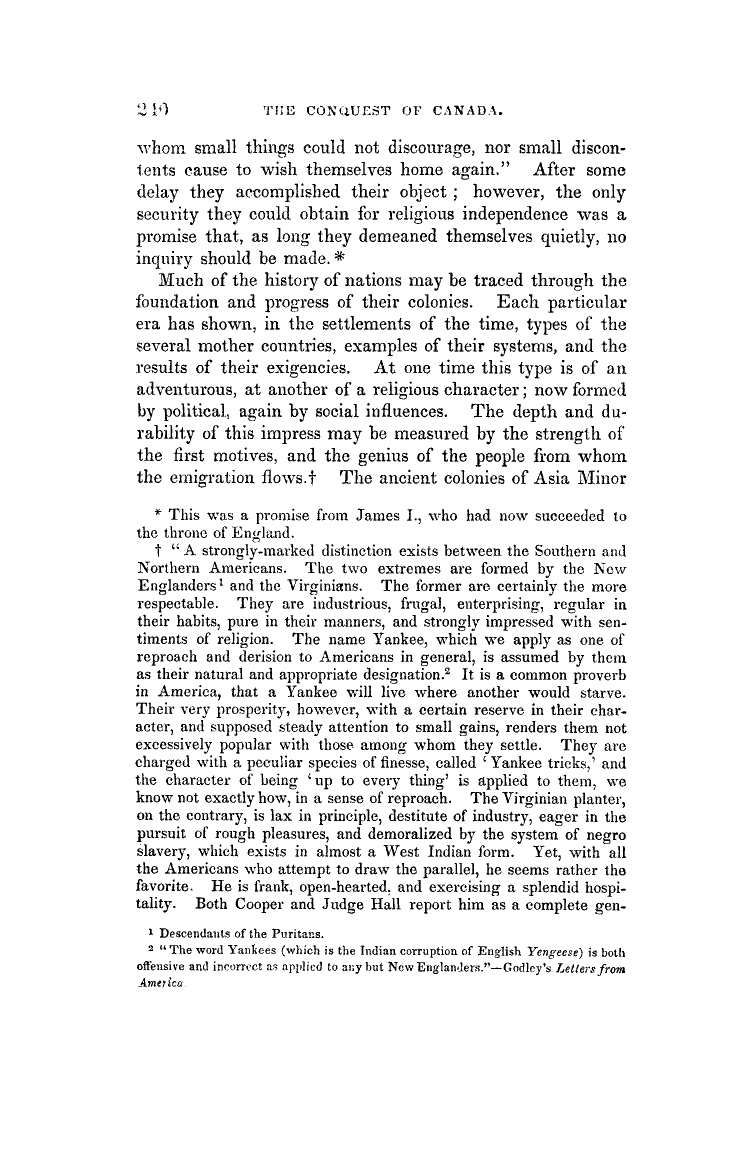 240 THE CONQUEST OF CANADA.
whom small things could not discourage, nor small discon-
tents cause to wish themselves home again.” After some
delay they accomplished their object ; however, the only
security they could obtain for religious independence was a
promise that, as long they demeaned themselves quietly, no
inquiry should be made.*
Much of the history of nations may be traced through the
foundation and progress of their colonies. Each particular
era has shown, in the settlements of the time, types of the
several mother countries, examples of their systems, and the
results of their exigencies. At one time this type is of an
adventurous, at another of a religious character ; now formed
by political, again by social influences. The depth and du-
rability of this impress may be measured by the strength of
the first motives, and the genius of the people from whom
the emigration flows.† The ancient colonies of Asia Minor
* This was a promise from James I., who had now succeeded to
the throne of England.
† “ A strongly-marked distinction exists between the Southern and
Northern Americans. The two extremes are formed by the New
Englanders¹ and the Virginians. The former are certainly the more
respectable. They are industrious, frugal, enterprising, regular in
their habits, pure in their manners, and strongly impressed with sen-
timents of religion. The name Yankee, which we apply as one of
reproach and derision to Americans in general, is assumed by them
as their natural and appropriate designation.² It is a common proverb
in America, that a Yankee will live where another would starve.
Their very prosperity, however, with a certain reserve in their char-
acter, and supposed steady attention to small gains, renders them not
excessively popular with those among whom they settle. They are
charged with a peculiar species of finesse, called ‘ Yankee tricks,’ and
the character of being ‘up to every thing’ is applied to them, we
know not exactly how, in a sense of reproach. The Virginian planter,
on the contrary, is lax in principle, destitute of industry, eager in the
pursuit of rough pleasures, and demoralized by the system of negro
slavery, which exists in almost a West Indian form. Yet, with all
the Americans who attempt to draw the parallel, he seems rather the
favorite. He is frank, open-hearted, and exercising a splendid hospi-
tality. Both Cooper and Judge Hall report him as a complete gen-
¹ Descendants of the Puritans.
² “ The word Yankees (which is the Indian corruption of English Yengeese) is both
offensive and incorrect as applied to any but New Englanders.”—Godley's Letters from
America